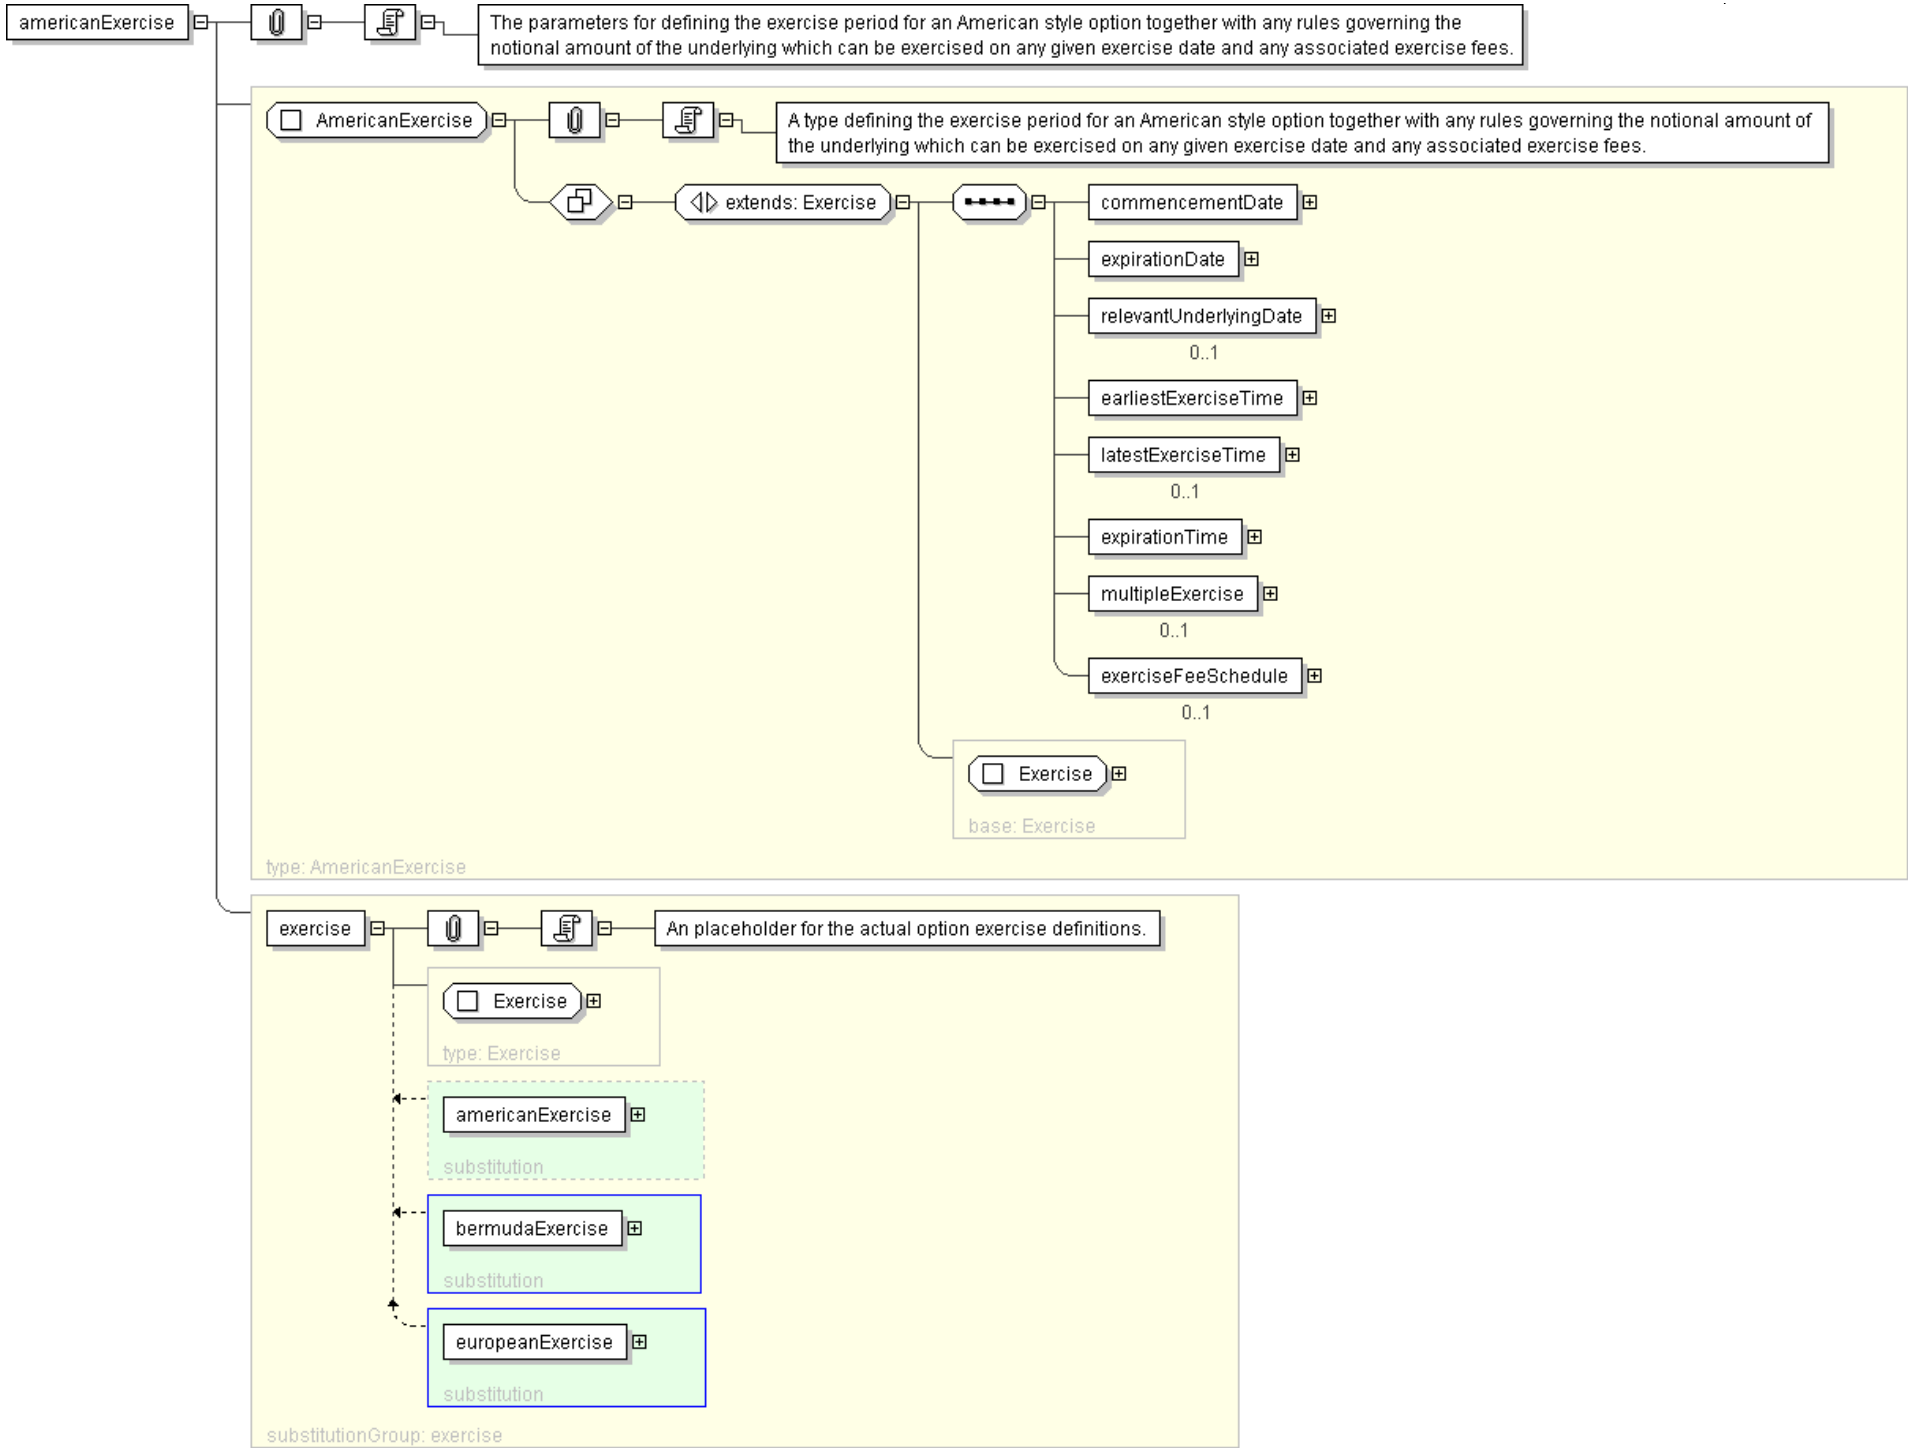 americanExercise
The parameters for defining the exercise period for an American style option together with any rules governing the
notional amount of the underlying which can be exercised on any given exercise date and any associated exercise fees.
AmericanExercise
A type defining the exercise period for an American style option together with any rules governing the notional amount of
the underlying which can be exercised on any given exercise date and any associated exercise fees.
extends: Exercise
commencementDate
expirationDate
relevantUnderlyingDate
0..1
earliestExerciseTime
latestExerciseTime
0..1
expirationTime
multipleExercise
0..1
exerciseFeeSchedule
0..1
Exercise
base: Exercise
type: AmericanExercise
exercise
An placeholder for the actual option exercise definitions.
Exercise
type: Exercise
americanExercise
substitution
bermudaExercise
substitution
europeanExercise
substitution
substitutionGroup: exercise